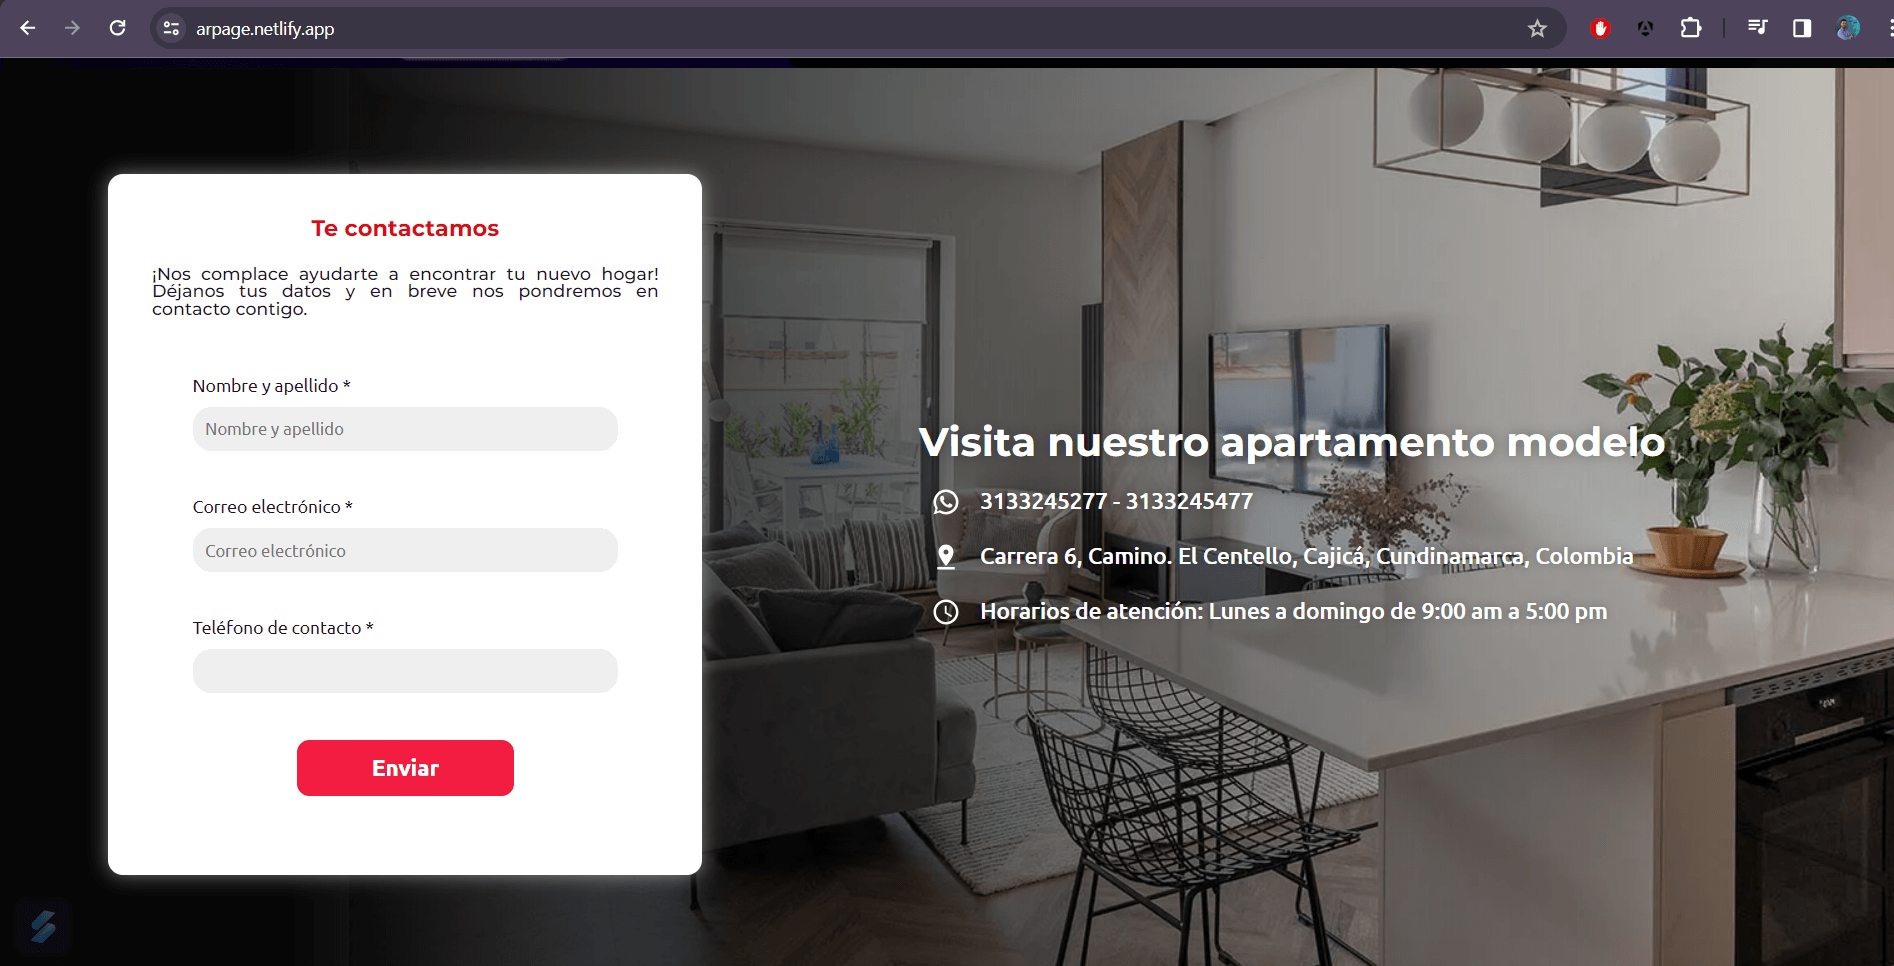 arpage.netlify.app
Te contactamos
¡Nos complace ayudarte a encontrar tu nuevo hogar!
Déjanos tus datos y en breve nos pondremos en
contacto contigo.
Nombre y apellido *
Nombre y apellido
Correo electrónico *
Correo electrónico
Teléfono de contacto *
Enviar
Visita nuestro apartamento modelo
3133245277 - 3133245477
Carrera 6, Camino. El Centello, Cajicá, Cundinamarca, Colombia
Horarios de atención: Lunes a domingo de 9:00 am a 5:00 pm